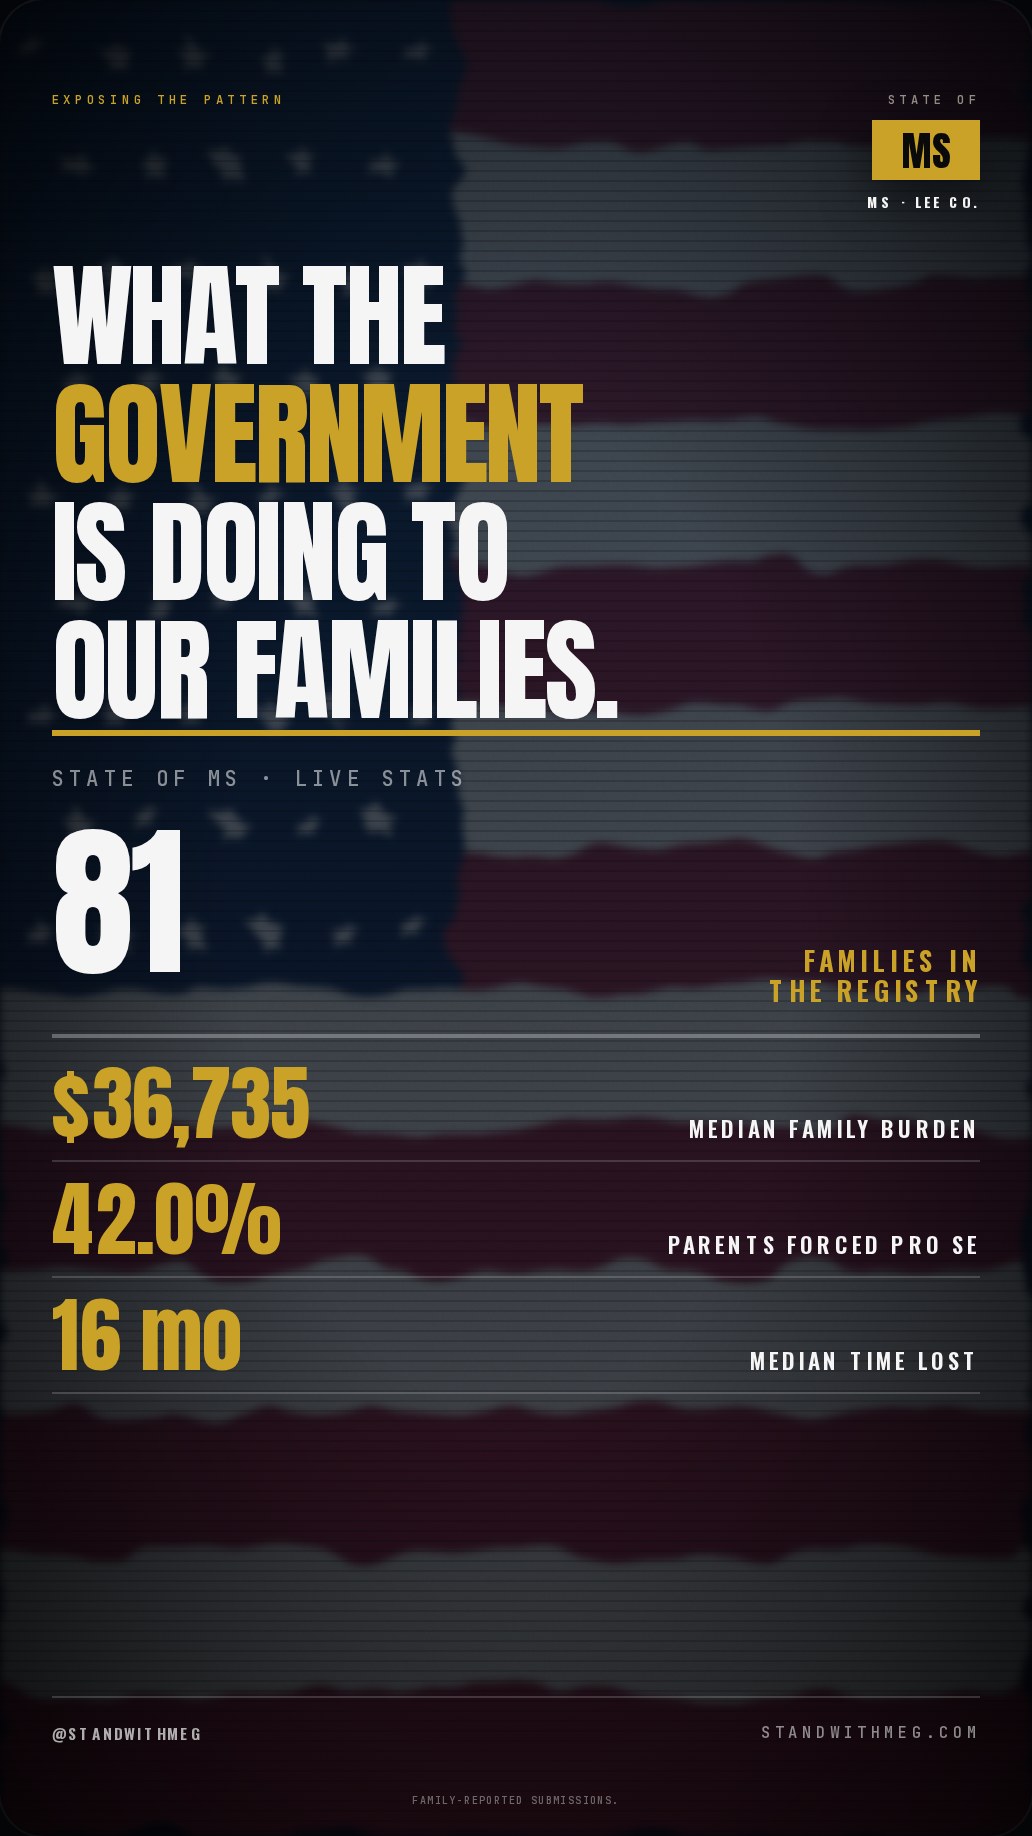 EXPOSING THE PATTERN
STATE OF
MS
MS · LEE CO.
WHAT THE
GOVERNMENT
IS DOING TO
OUR FAMILIES.
STATE OF MS · LIVE STATS
81
FAMILIES IN
THE REGISTRY
$36,735
MEDIAN FAMILY BURDEN
42.0%
PARENTS FORCED PRO SE
16 mo
MEDIAN TIME LOST
@STANDWITHMEG
STANDWITHMEG.COM
FAMILY-REPORTED SUBMISSIONS.